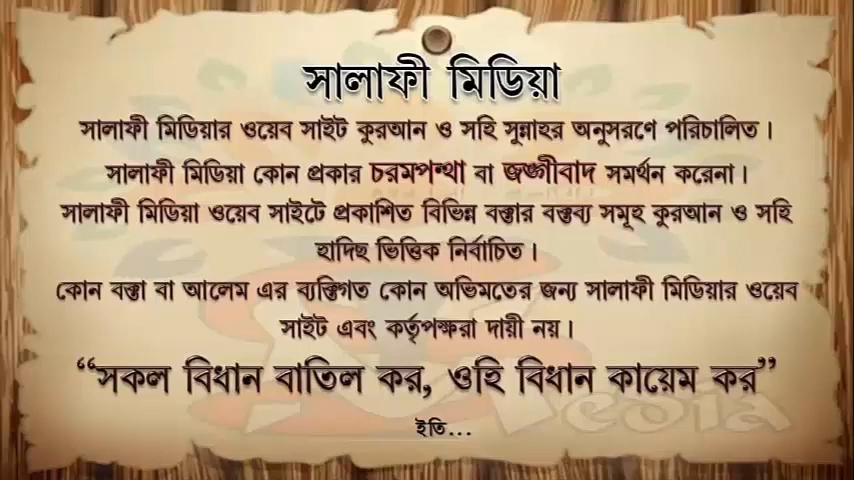 সালাফী মিডিয়া
সালাফী মিডিয়ার ওয়েব সাইট কুরআন ও সহি সুন্নাহর অনুসরণে পরিচালিত।
সালাফী মিডিয়া কোন প্রকার চরমপন্থা বা জঙ্গীবাদ সমর্থন করেনা।
সালাফী মিডিয়া ওয়েব সাইটে প্রকাশিত বিভিন্ন বক্তার বক্তব্য সমূহ কুরআন ও সহি
হাদিছ ভিত্তিক নির্বাচিত।
কোন বক্তা বা আলেম এর ব্যক্তিগত কোন অভিমতের জন্য সালাফী মিডিয়ার ওয়েব
সাইট এবং কর্তৃপক্ষরা দায়ী নয়।
“সকল বিধান বাতিল কর, ওহি বিধান কায়েম কর”
Media
ইতি...